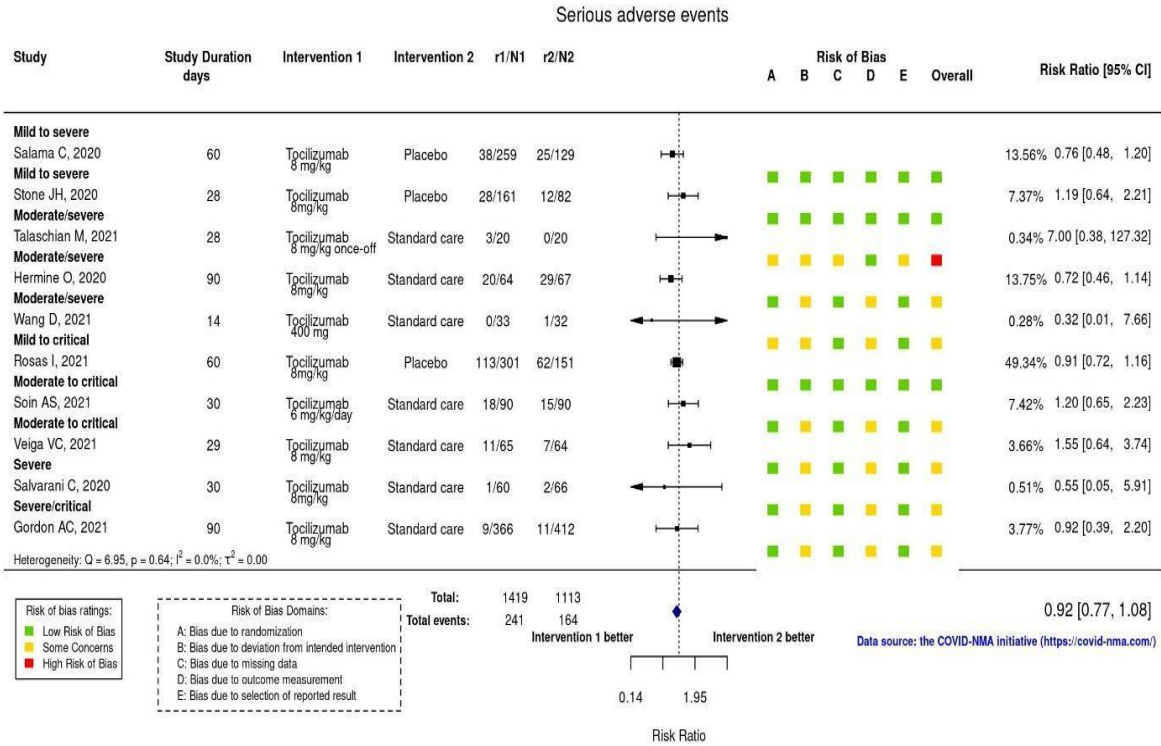 Serious adverse events
Study Study Duration days Intervention 1 Intervention 2 r1/N1 r2/N2 Risk of Bias Risk Ratio [95% CI]
A B C D E Overall
Mild to severe
Salama C, 2020 60 Tocilizumab 8 mg/kg Placebo 38/259 25/129 13.56% 0.76 [0.48, 1.20]
Mild to severe
Stone JH, 2020 28 Tocilizumab 8mg/kg Placebo 28/161 12/82 7.37% 1.19 [0.64, 2.21]
Moderate/severe
Talaschian M, 2021 28 Tocilizumab 8 mg/kg once-off Standard care 3/20 0/20 0.34% 7.00 [0.38, 127.32]
Moderate/severe
Hermine O, 2020 90 Tocilizumab 8mg/kg Standard care 20/64 29/67 13.75% 0.72 [0.46, 1.14]
Moderate/severe
Wang D, 2021 14 Tocilizumab 400 mg Standard care 0/33 1/32 0.28% 0.32 [0.01, 7.66]
Mild to critical
Rosas I, 2021 60 Tocilizumab 8mg/kg Placebo 113/301 62/151 49.34% 0.91 [0.72, 1.16]
Moderate to critical
Soin AS, 2021 30 Tocilizumab 6 mg/kg/day Standard care 18/90 15/90 7.42% 1.20 [0.65, 2.23]
Moderate to critical
Veiga VC, 2021 29 Tocilizumab 8 mg/kg Standard care 11/65 7/64 3.66% 1.55 [0.64, 3.74]
Severe
Salvarani C, 2020 30 Tocilizumab 8mg/kg Standard care 1/60 2/66 0.51% 0.55 [0.05, 5.91]
Severe/critical
Gordon AC, 2021 90 Tocilizumab 8 mg/kg Standard care 9/366 11/412 3.77% 0.92 [0.39, 2.20]
Heterogeneity: Q = 6.95, p = 0.64; I² = 0.0%; τ² = 0.00
Total: 1419 1113
Total events: 241 164
0.92 [0.77, 1.08]
Intervention 1 better Intervention 2 better
Data source: the COVID-NMA initiative (https://covid-nma.com/)
Risk of bias ratings:
Low Risk of Bias
Some Concerns
High Risk of Bias
Risk of Bias Domains:
A: Bias due to randomization
B: Bias due to deviation from intended intervention
C: Bias due to missing data
D: Bias due to outcome measurement
E: Bias due to selection of reported result
0.14 1.95
Risk Ratio